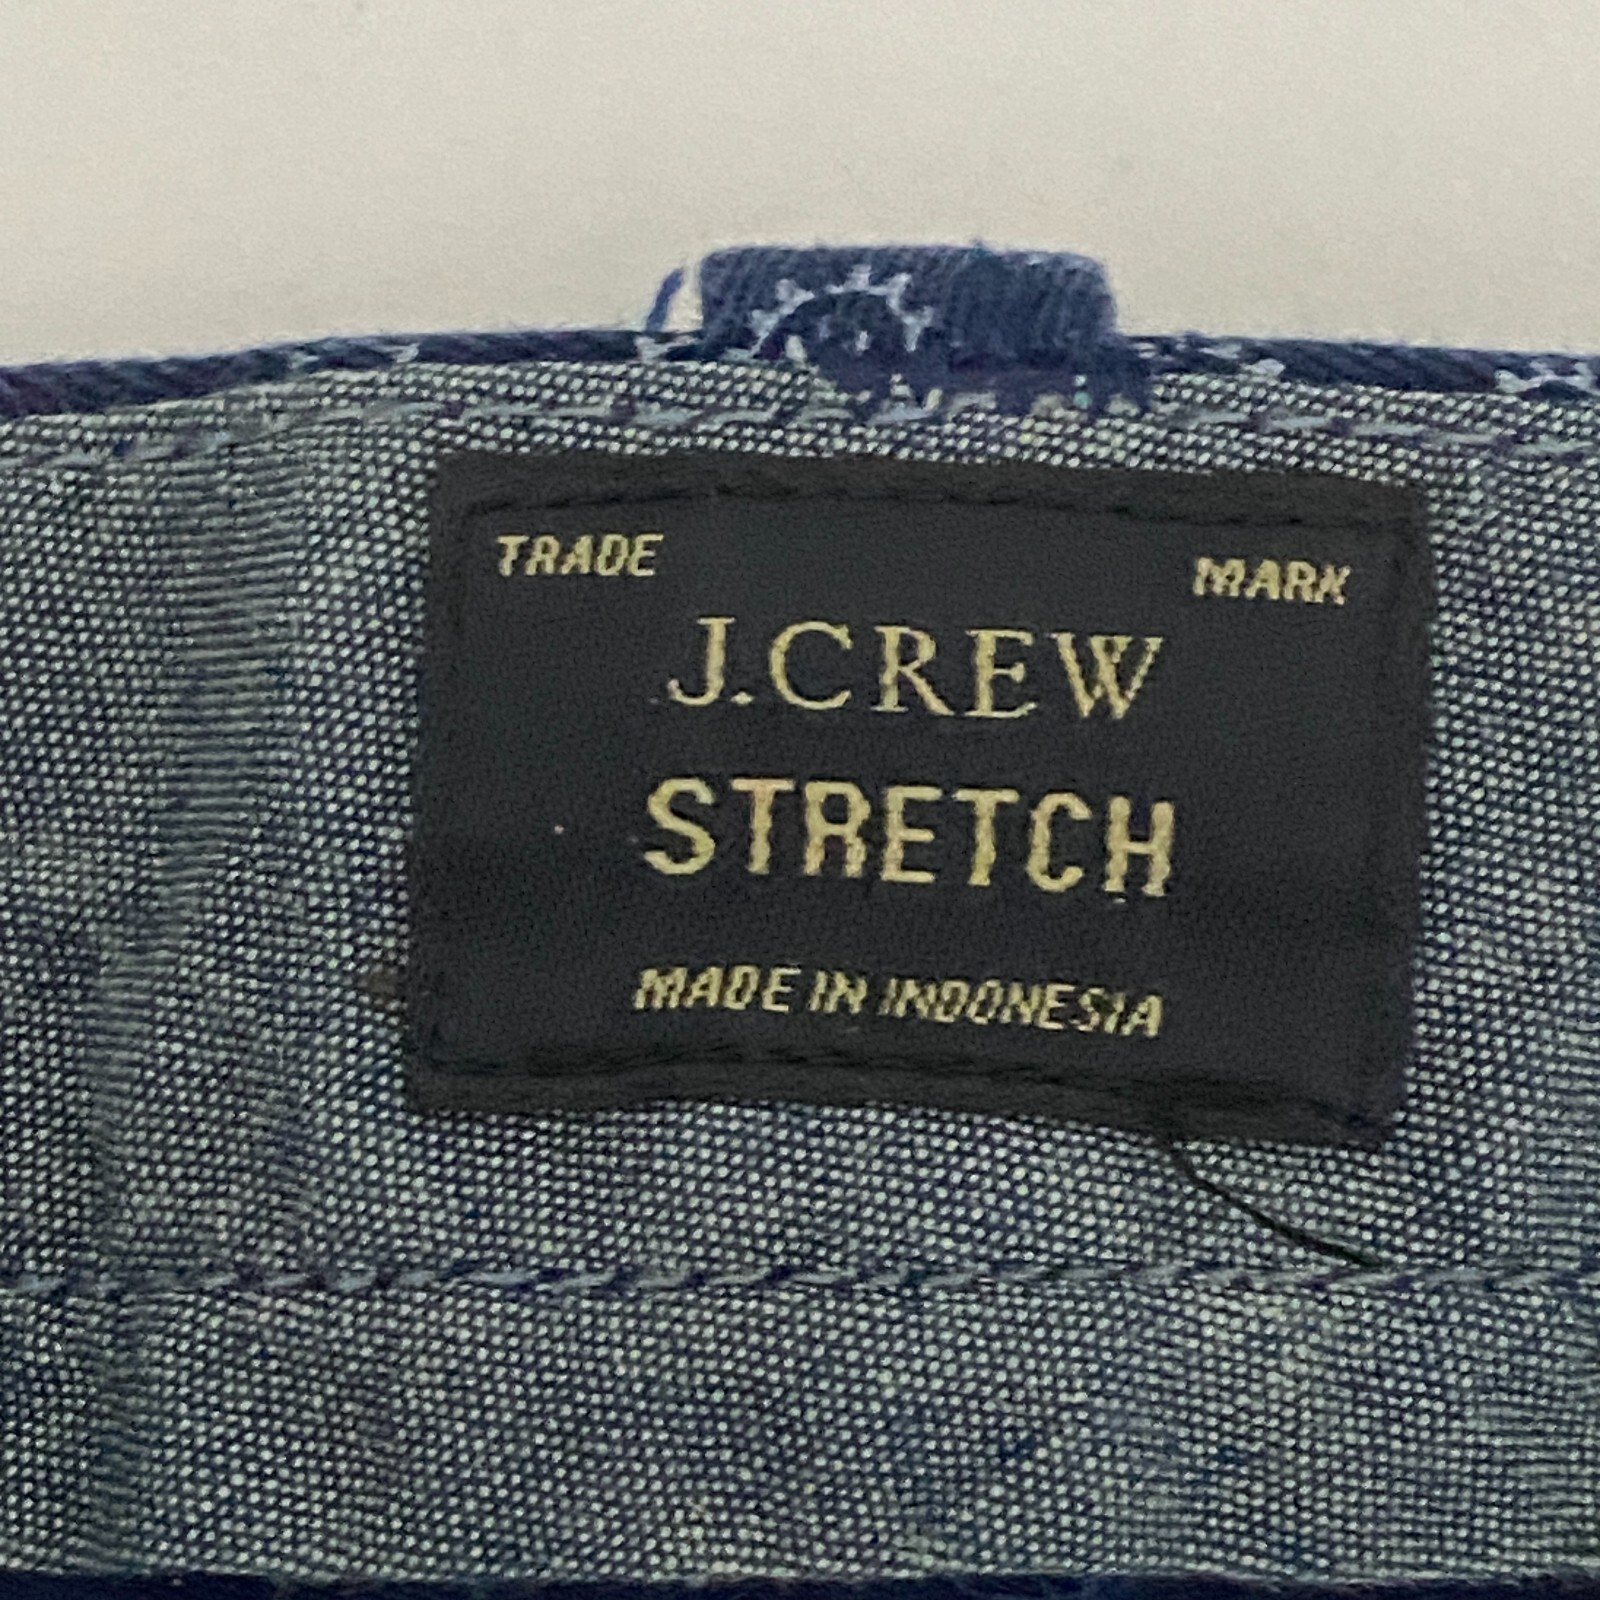 TRADE MARK
J.CREW
STRETCH
MADE IN INDONESIA